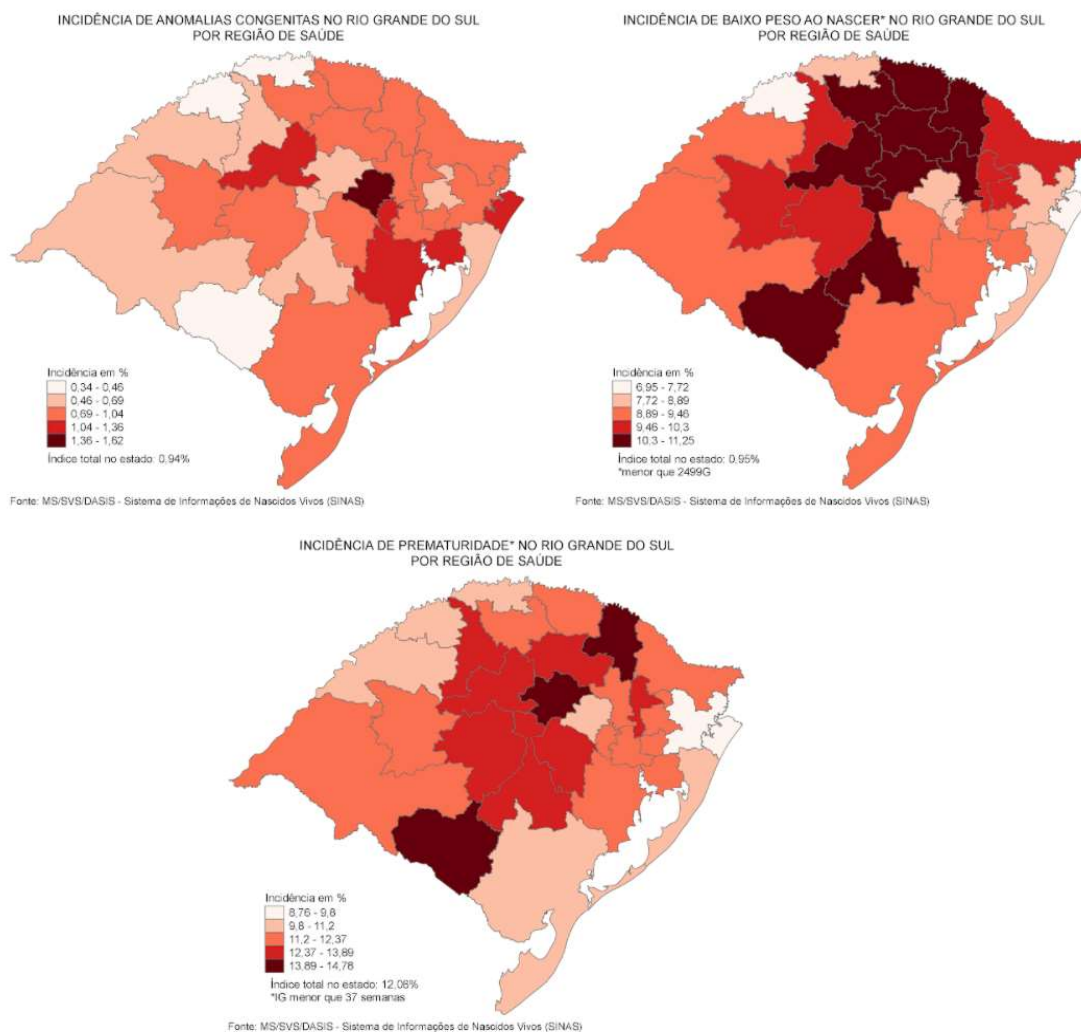 INCIDÊNCIA DE ANOMALIAS CONGENITAS NO RIO GRANDE DO SUL
POR REGIÃO DE SAÚDE
Incidência em %
0,34 - 0,46
0,46 - 0,69
0,69 - 1,04
1,04 - 1,36
1,36 - 1,62
Índice total no estado: 0,94%
Fonte: MS/SVS/DASIS - Sistema de Informações de Nascidos Vivos (SINAS)
INCIDÊNCIA DE BAIXO PESO AO NASCER* NO RIO GRANDE DO SUL
POR REGIÃO DE SAÚDE
Incidência em %
6,95 - 7,72
7,72 - 8,89
8,89 - 9,46
9,46 - 10,3
10,3 - 11,25
Índice total no estado: 0,95%
*menor que 2499G
Fonte: MS/SVS/DASIS - Sistema de Informações de Nascidos Vivos (SINAS)
INCIDÊNCIA DE PREMATURIDADE* NO RIO GRANDE DO SUL
POR REGIÃO DE SAÚDE
Incidência em %
8,76 - 9,8
9,8 - 11,2
11,2 - 12,37
12,37 - 13,89
13,89 - 14,78
Índice total no estado: 12,08%
*IG menor que 37 semanas
Fonte: MS/SVS/DASIS - Sistema de Informações de Nascidos Vivos (SINAS)